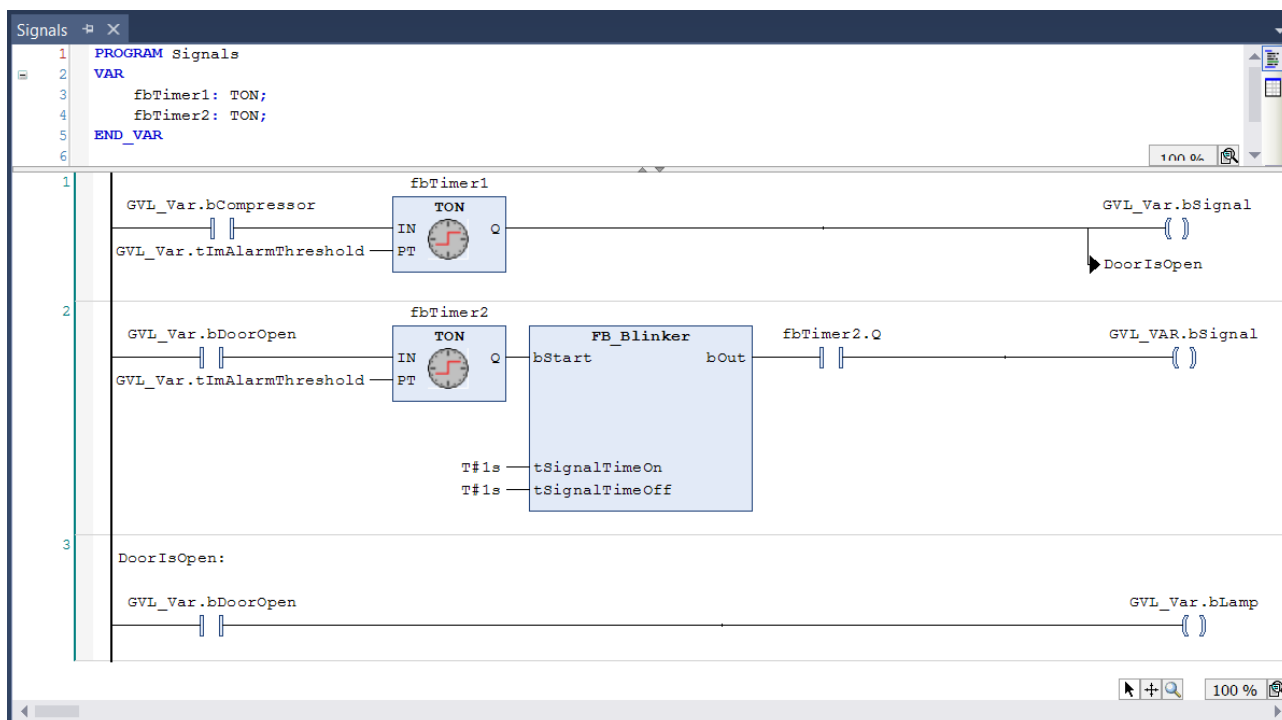 Signals
1 PROGRAM Signals
2 VAR
3 fbTimer1: TON;
4 fbTimer2: TON;
5 END_VAR
6
100 %
1
fbTimer1
GVL_Var.bCompressor TON GVL_Var.bSignal
IN Q
GVL_Var.tImAlarmThreshold PT
DoorIsOpen
2
fbTimer2
GVL_Var.bDoorOpen TON FB_Blinker fbTimer2.Q GVL_VAR.bSignal
IN Q bStart bOut
GVL_Var.tImAlarmThreshold PT
T#1s tSignalTimeOn
T#1s tSignalTimeOff
3
DoorIsOpen:
GVL_Var.bDoorOpen GVL_Var.bLamp
100 %